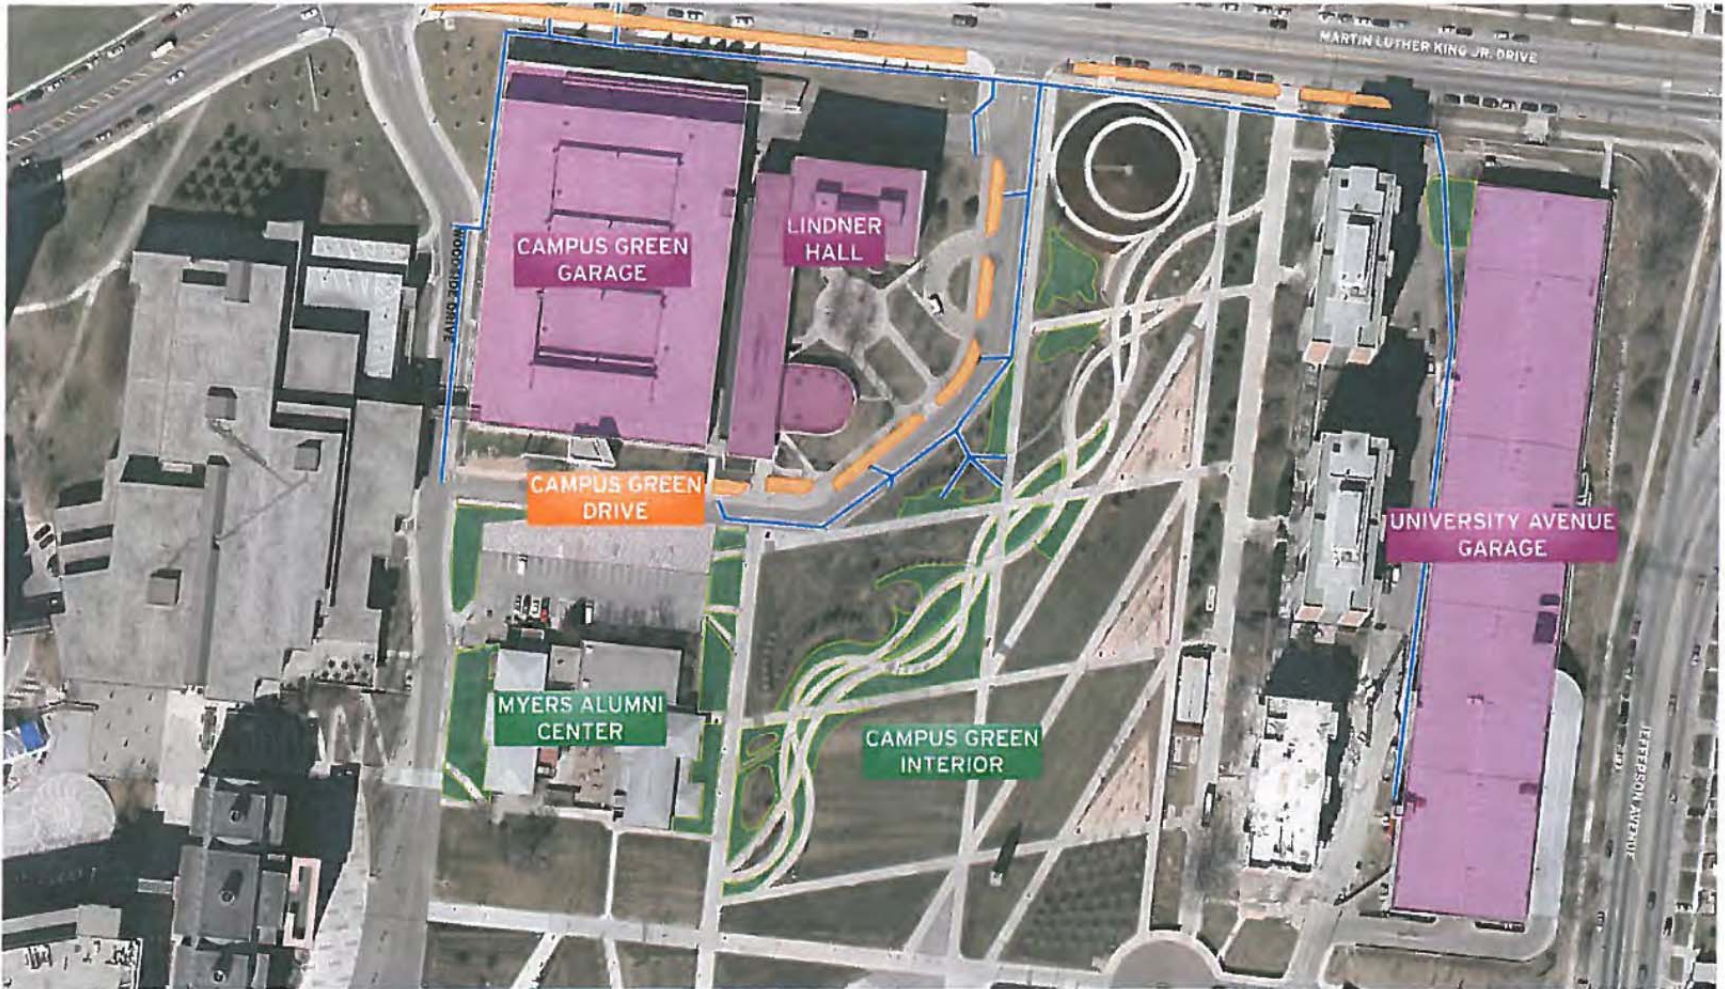 MARTIN LUTHER KING JR. DRIVE
LINDNER
HALL
CAMPUS GREEN
GARAGE
WOODSIDE DRIVE
CAMPUS GREEN
DRIVE
UNIVERSITY AVENUE
GARAGE
MYERS ALUMNI
CENTER
CAMPUS GREEN
INTERIOR
JEFFERSON AVENUE